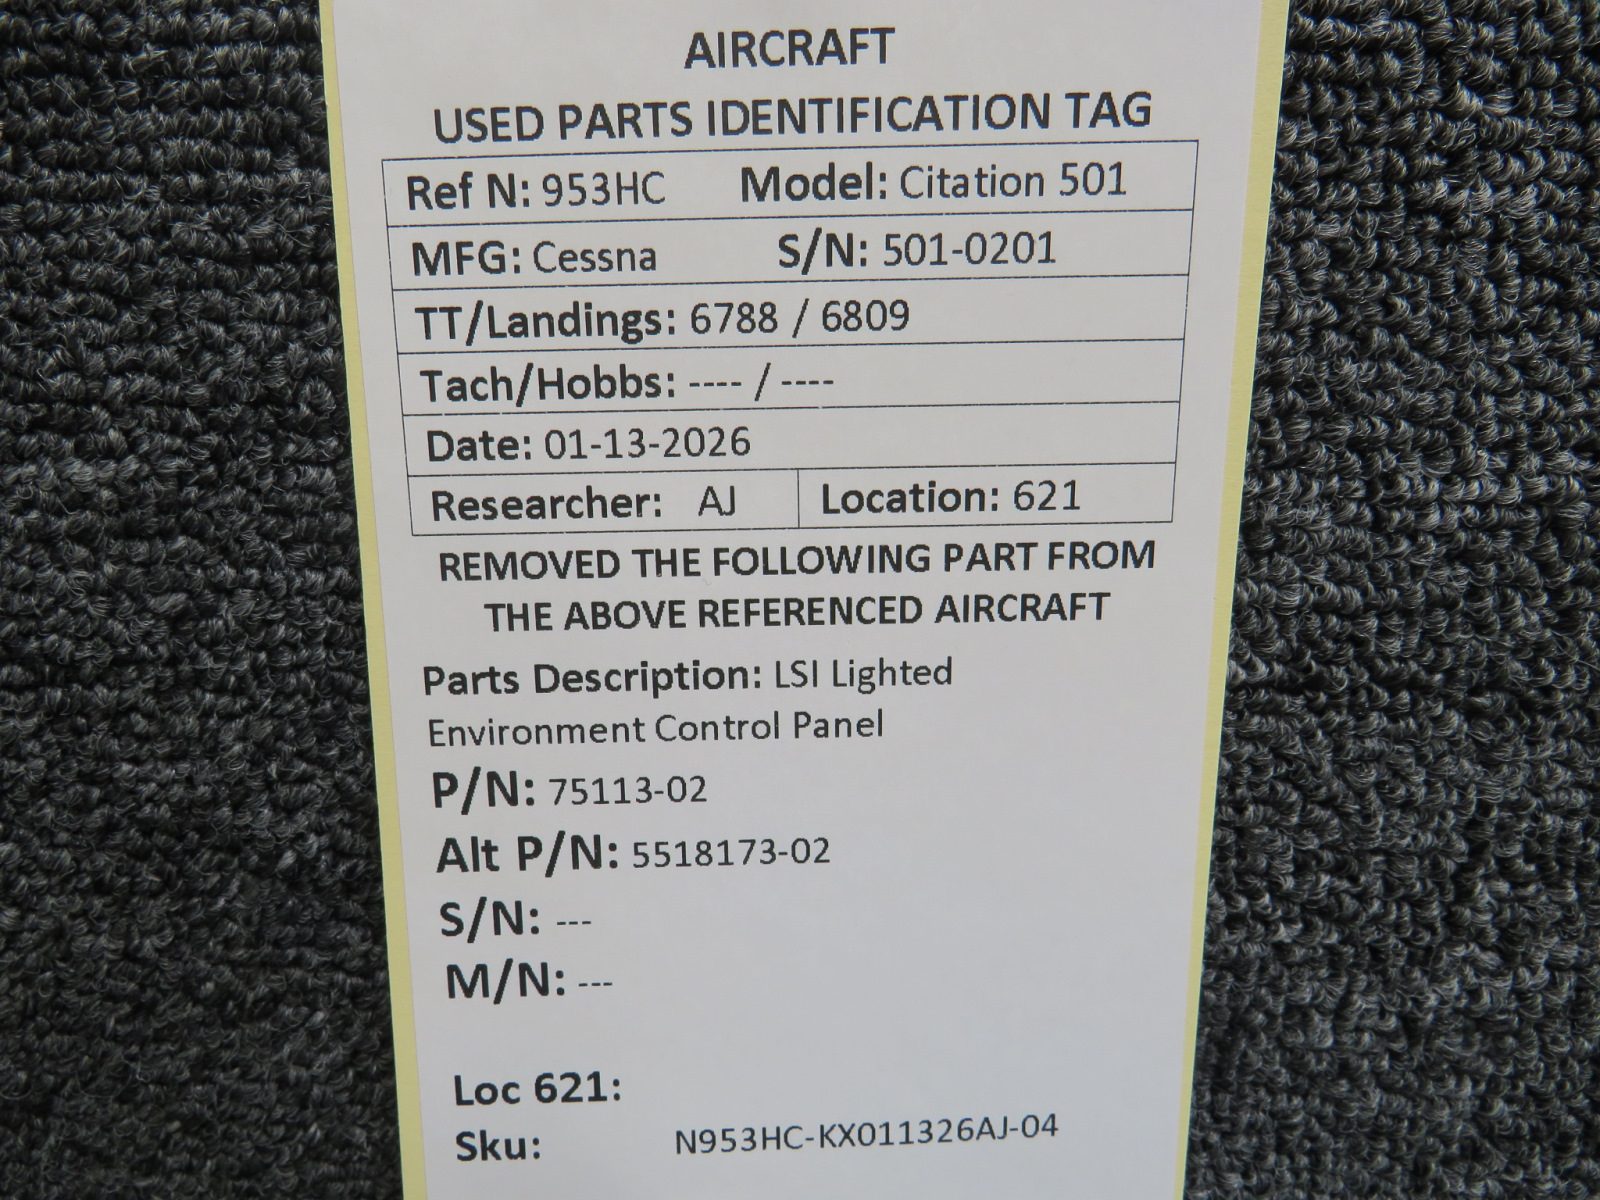 AIRCRAFT
USED PARTS IDENTIFICATION TAG
Ref N: 953HC Model: Citation 501
MFG: Cessna S/N: 501-0201
TT/Landings: 6788 / 6809
Tach/Hobbs: ---- / ----
Date: 01-13-2026
Researcher: AJ Location: 621
REMOVED THE FOLLOWING PART FROM
THE ABOVE REFERENCED AIRCRAFT
Parts Description: LSI Lighted
Environment Control Panel
P/N: 75113-02
Alt P/N: 5518173-02
S/N: ---
M/N: ---
Loc 621:
Sku: N953HC-KX011326AJ-04